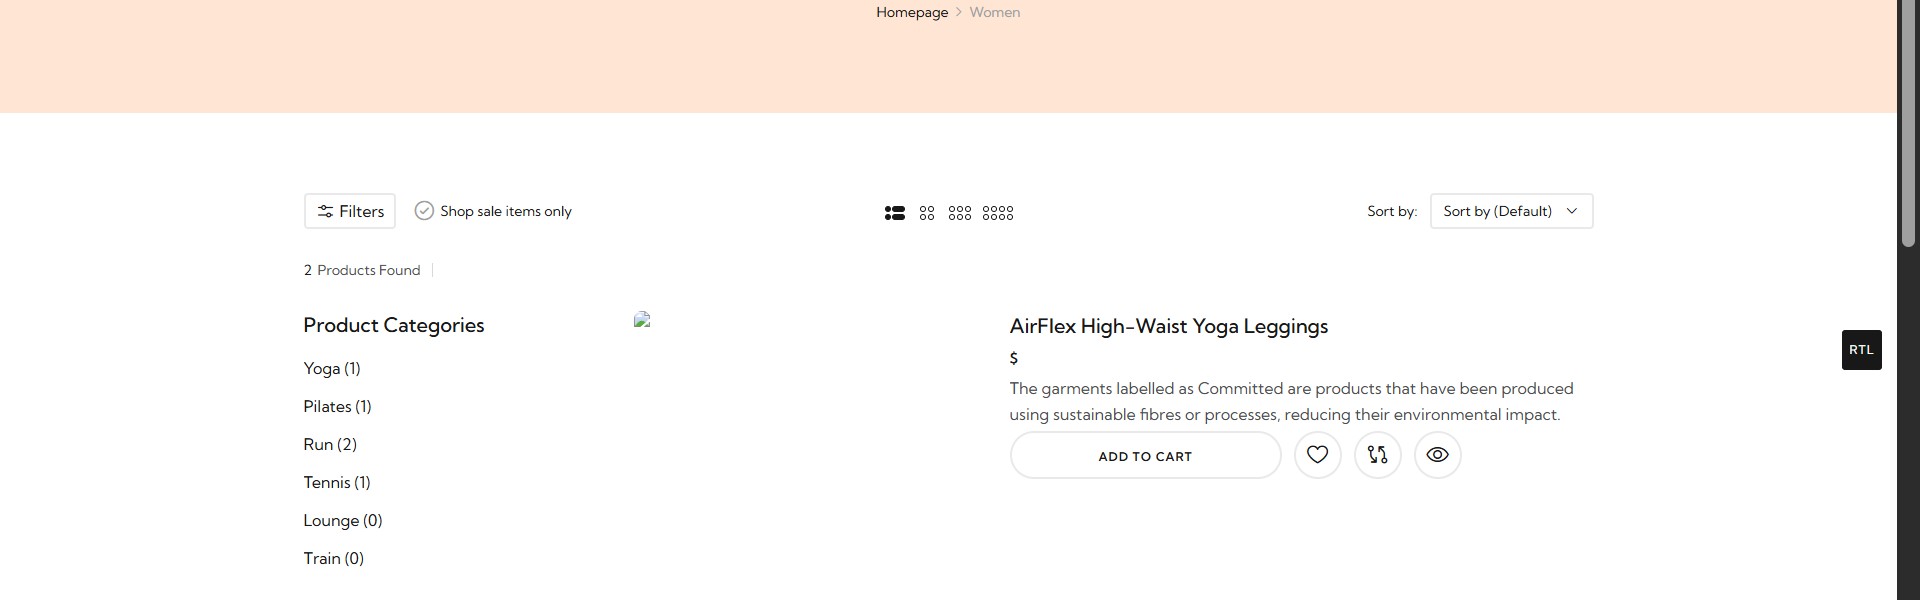 Homepage > Women
Filters
Shop sale items only
Sort by:
Sort by (Default)
2 Products Found
Product Categories
Yoga (1)
Pilates (1)
Run (2)
Tennis (1)
Lounge (0)
Train (0)
AirFlex High-Waist Yoga Leggings
$
The garments labelled as Committed are products that have been produced
using sustainable fibres or processes, reducing their environmental impact.
ADD TO CART
RTL